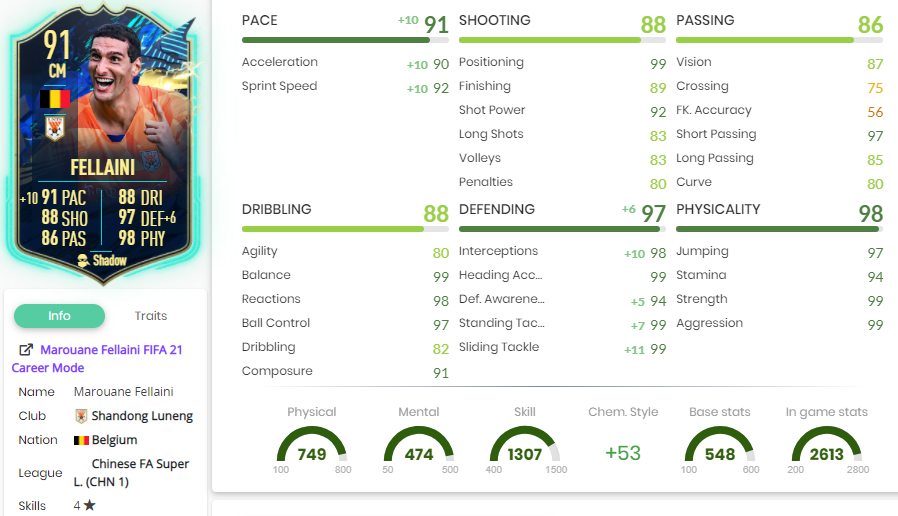 91
CM
FELLAINI
+10 91 PAC 88 DRI
88 SHO 97 DEF+6
86 PAS 98 PHY
Shadow
Info Traits
Marouane Fellaini FIFA 21
Career Mode
Name Marouane Fellaini
Club Shandong Luneng
Nation Belgium
League Chinese FA Super
L. (CHN 1)
Skills 4★
PACE +10 91
Acceleration +10 90
Sprint Speed +10 92
SHOOTING 88
Positioning 99
Finishing 89
Shot Power 92
Long Shots 83
Volleys 83
Penalties 80
PASSING 86
Vision 87
Crossing 75
FK. Accuracy 56
Short Passing 97
Long Passing 85
Curve 80
DRIBBLING 88
Agility 80
Balance 99
Reactions 98
Ball Control 97
Dribbling 82
Composure 91
DEFENDING +6 97
Interceptions +10 98
Heading Acc... 99
Def. Awarene... +5 94
Standing Tac... +7 99
Sliding Tackle +11 99
PHYSICALITY 98
Jumping 97
Stamina 94
Strength 99
Aggression 99
Physical
749
100 800
Mental
474
50 500
Skill
1307
400 1500
Chem. Style
+53
Base stats
548
100 600
In game stats
2613
200 2800